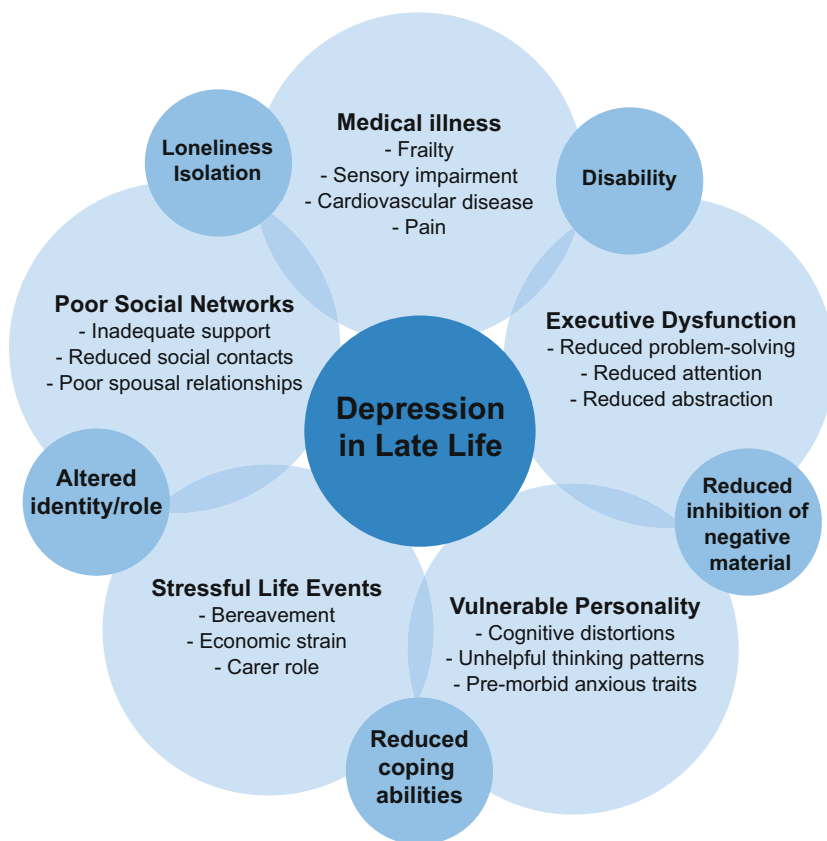 Medical illness
- Frailty
- Sensory impairment
- Cardiovascular disease
- Pain
Loneliness
Isolation
Disability
Poor Social Networks
- Inadequate support
- Reduced social contacts
- Poor spousal relationships
Executive Dysfunction
- Reduced problem-solving
- Reduced attention
- Reduced abstraction
Depression
in Late Life
Altered
identity/role
Reduced
inhibition of
negative
material
Stressful Life Events
- Bereavement
- Economic strain
- Carer role
Vulnerable Personality
- Cognitive distortions
- Unhelpful thinking patterns
- Pre-morbid anxious traits
Reduced
coping
abilities